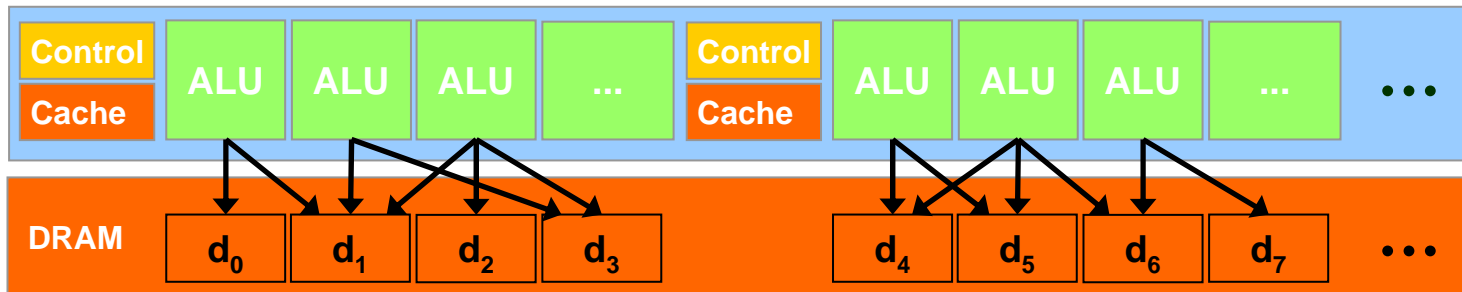 Control ALU ALU ALU ... Control ALU ALU ALU ... ...
Cache Cache
DRAM d0 d1 d2 d3 d4 d5 d6 d7 ...